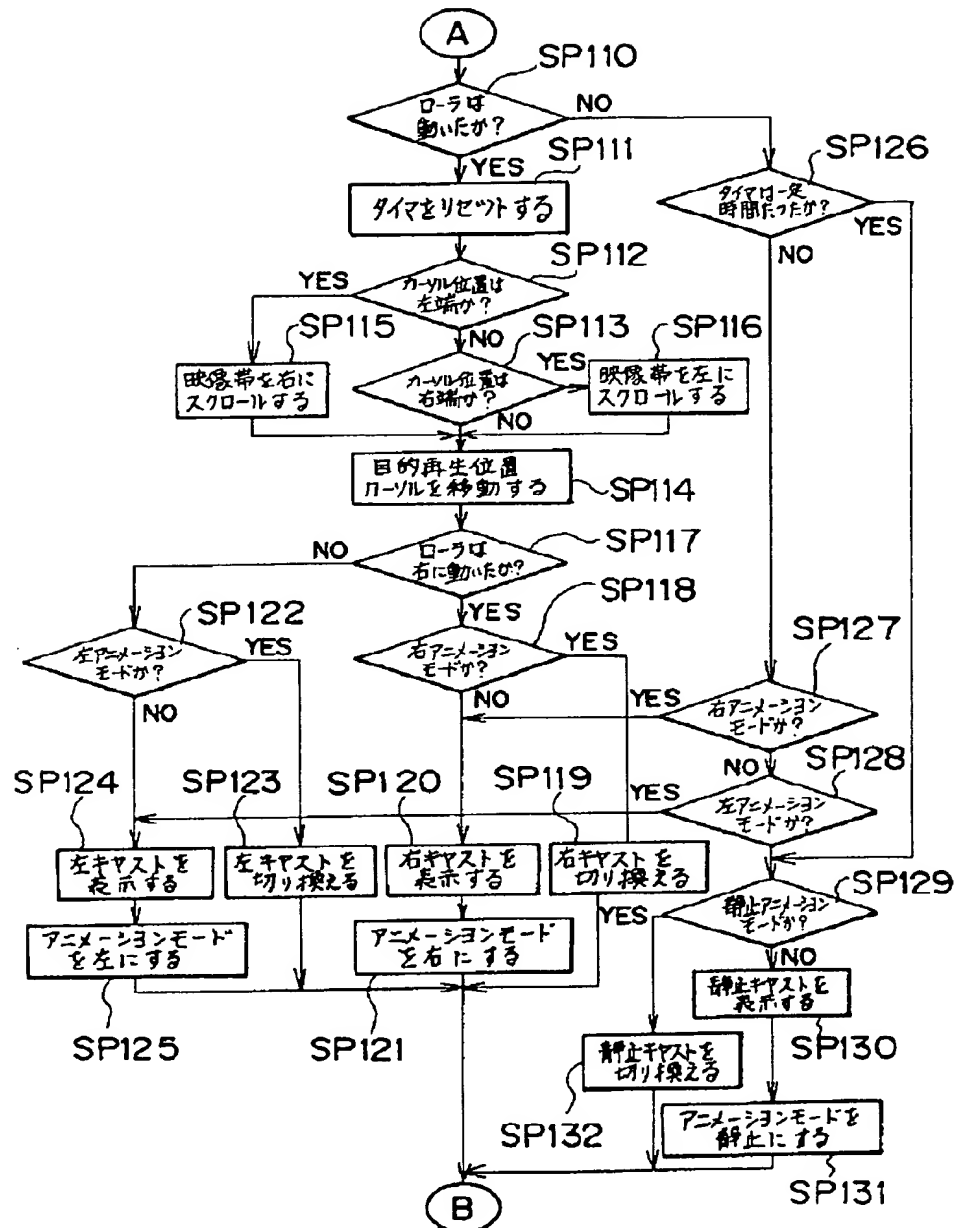 A
SP110
ローラは
動いたか?
NO
YES
SP111
タイマをリセットする
SP126
タイマは一定
時間たったか?
YES
NO
SP112
カーソル位置は
左端か?
YES
NO
SP115
映像帯を右に
スクロールする
SP113
カーソル位置は
右端か?
YES
NO
SP116
映像帯を左に
スクロールする
目的再生位置
カーソルを移動する
SP114
SP117
ローラは
右に動いたか?
NO
YES
SP122
左アニメーション
モードか?
YES
NO
SP118
右アニメーション
モードか?
YES
NO
SP127
右アニメーション
モードか?
YES
NO
SP128
左アニメーション
モードか?
YES
SP124
左キャストを
表示する
SP123
左キャストを
切り換える
SP120
右キャストを
表示する
SP119
右キャストを
切り換える
SP129
静止アニメーション
モードか?
YES
NO
アニメーションモード
を左にする
SP125
アニメーションモード
を右にする
SP121
静止キャストを
表示する
SP130
静止キャストを
切り換える
SP132
アニメーションモードを
静止にする
SP131
B